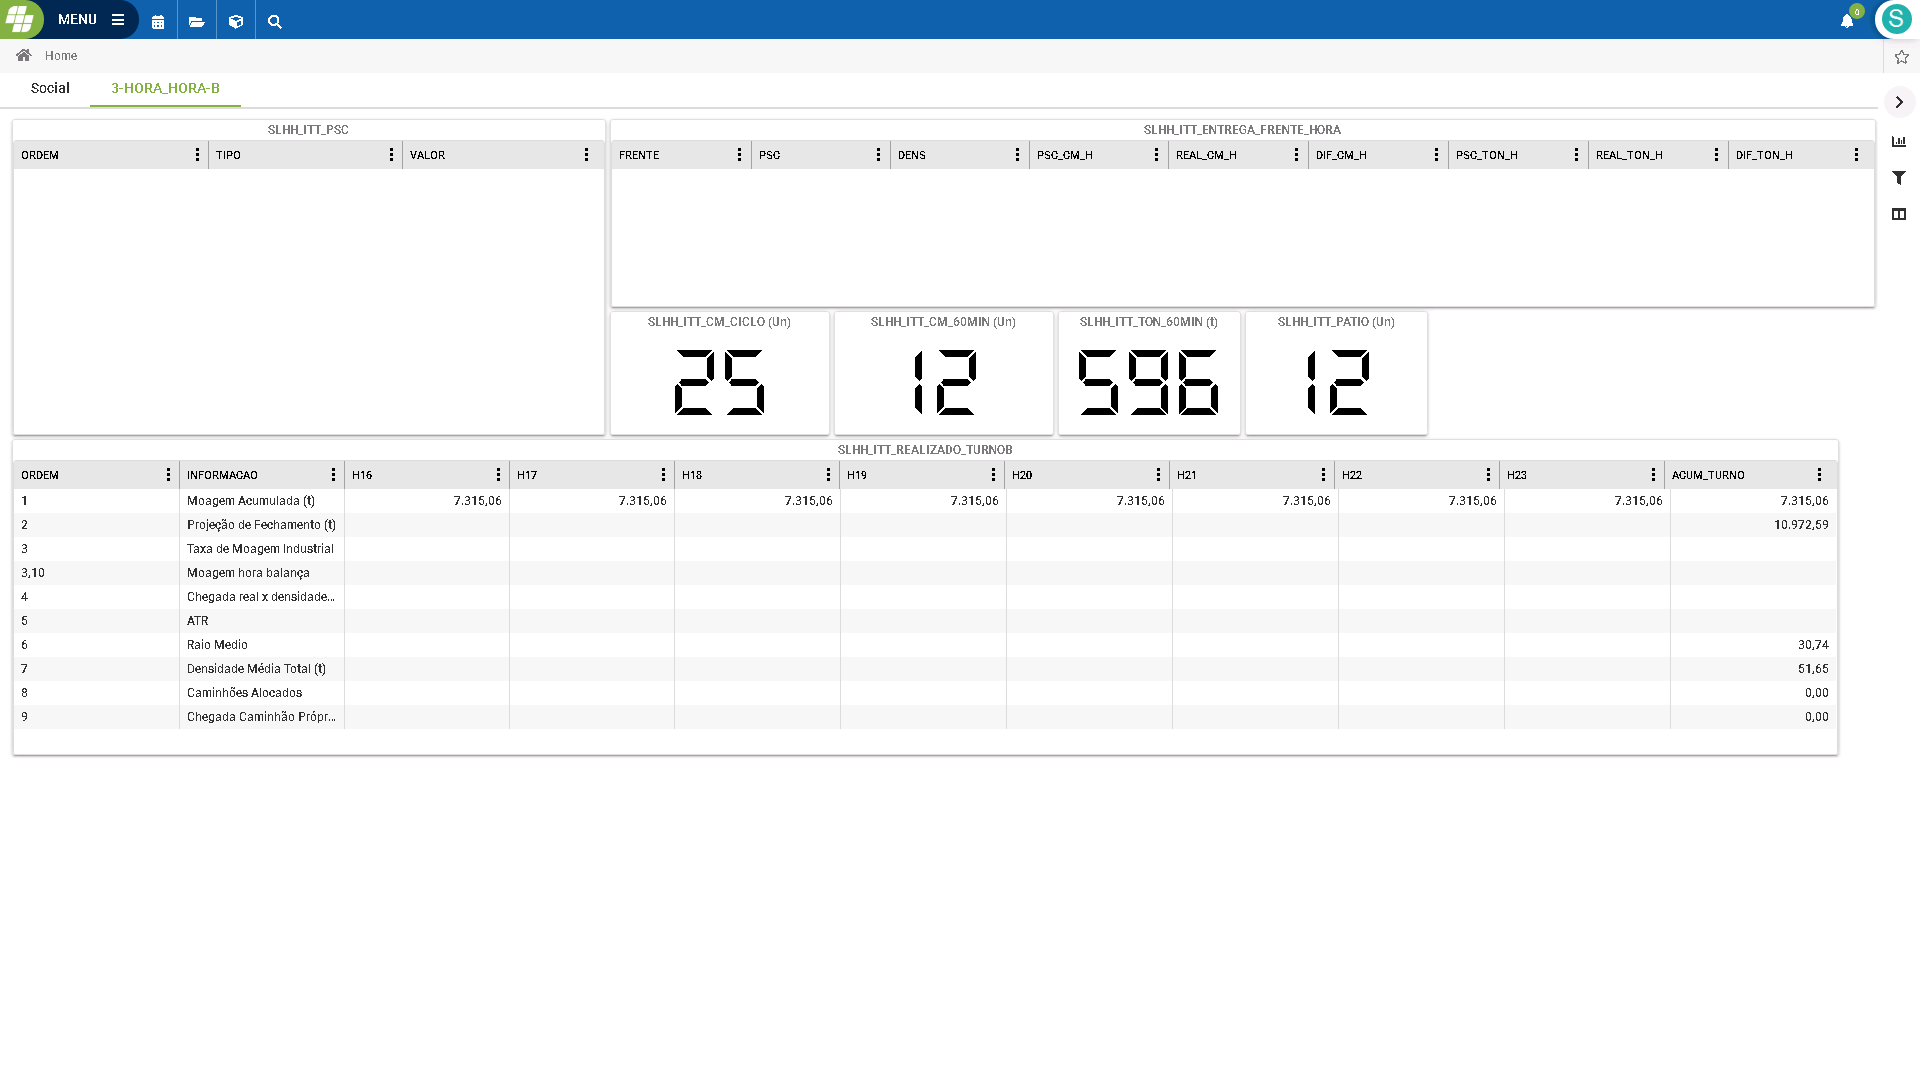 MENU
0
S
Home
Social
3-HORA_HORA-B
SLHH_ITT_PSC
ORDEM TIPO VALOR
SLHH_ITT_ENTREGA_FRENTE_HORA
FRENTE PSC DENS PSC_CM_H REAL_CM_H DIF_CM_H PSC_TON_H REAL_TON_H DIF_TON_H
SLHH_ITT_CM_CICLO (Un)
25
SLHH_ITT_CM_60MIN (Un)
12
SLHH_ITT_TON_60MIN (t)
596
SLHH_ITT_PATIO (Un)
12
SLHH_ITT_REALIZADO_TURNOB
ORDEM INFORMACAO H16 H17 H18 H19 H20 H21 H22 H23 ACUM_TURNO
1 Moagem Acumulada (t) 7.315,06 7.315,06 7.315,06 7.315,06 7.315,06 7.315,06 7.315,06 7.315,06 7.315,06
2 Projeção de Fechamento (t) 10.972,59
3 Taxa de Moagem Industrial
3,10 Moagem hora balança
4 Chegada real x densidade...
5 ATR
6 Raio Medio 30,74
7 Densidade Média Total (t) 51,65
8 Caminhões Alocados 0,00
9 Chegada Caminhão Própr... 0,00